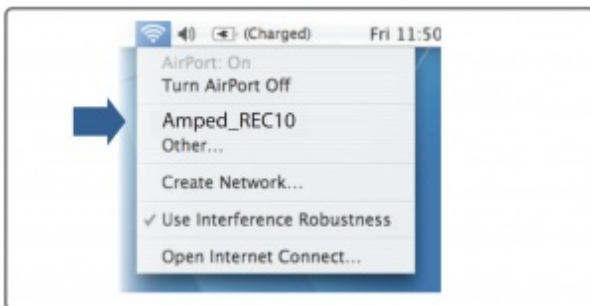 (Charged) Fri 11:50
AirPort: On
Turn AirPort Off
Amped_REC10
Other...
Create Network...
✓ Use Interference Robustness
Open Internet Connect...